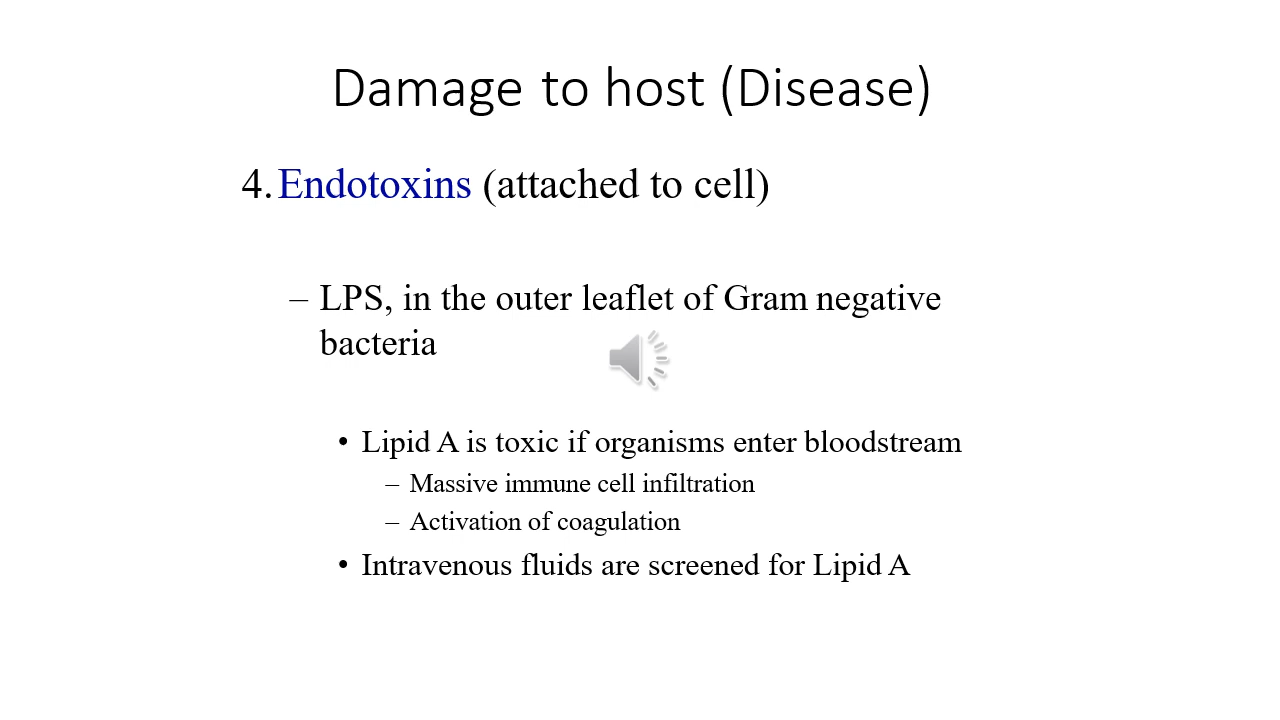 Damage to host (Disease)
4. Endotoxins (attached to cell)
– LPS, in the outer leaflet of Gram negative
bacteria
• Lipid A is toxic if organisms enter bloodstream
– Massive immune cell infiltration
– Activation of coagulation
• Intravenous fluids are screened for Lipid A